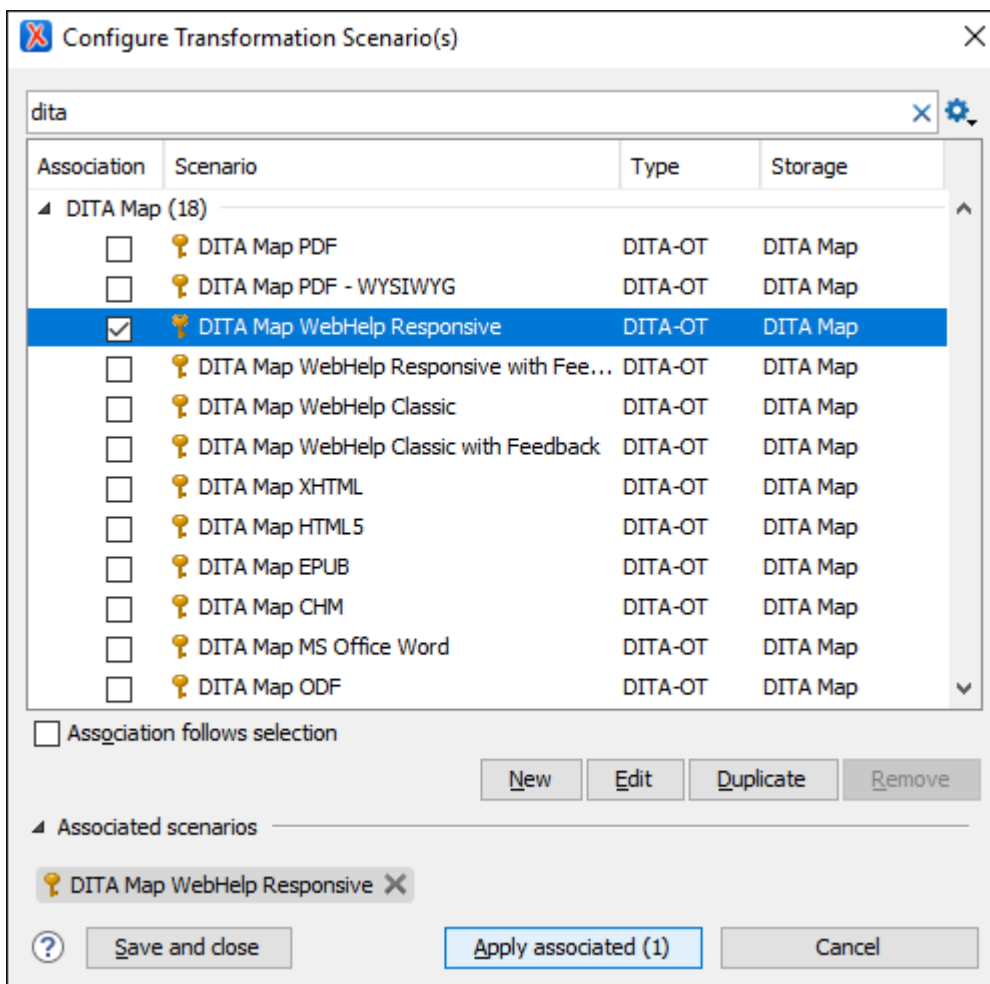 Configure Transformation Scenario(s)
dita
Association Scenario Type Storage
DITA Map (18)
DITA Map PDF DITA-OT DITA Map
DITA Map PDF - WYSIWYG DITA-OT DITA Map
DITA Map WebHelp Responsive DITA-OT DITA Map
DITA Map WebHelp Responsive with Fee... DITA-OT DITA Map
DITA Map WebHelp Classic DITA-OT DITA Map
DITA Map WebHelp Classic with Feedback DITA-OT DITA Map
DITA Map XHTML DITA-OT DITA Map
DITA Map HTML5 DITA-OT DITA Map
DITA Map EPUB DITA-OT DITA Map
DITA Map CHM DITA-OT DITA Map
DITA Map MS Office Word DITA-OT DITA Map
DITA Map ODF DITA-OT DITA Map
Association follows selection
New Edit Duplicate Remove
Associated scenarios
DITA Map WebHelp Responsive
? Save and close Apply associated (1) Cancel